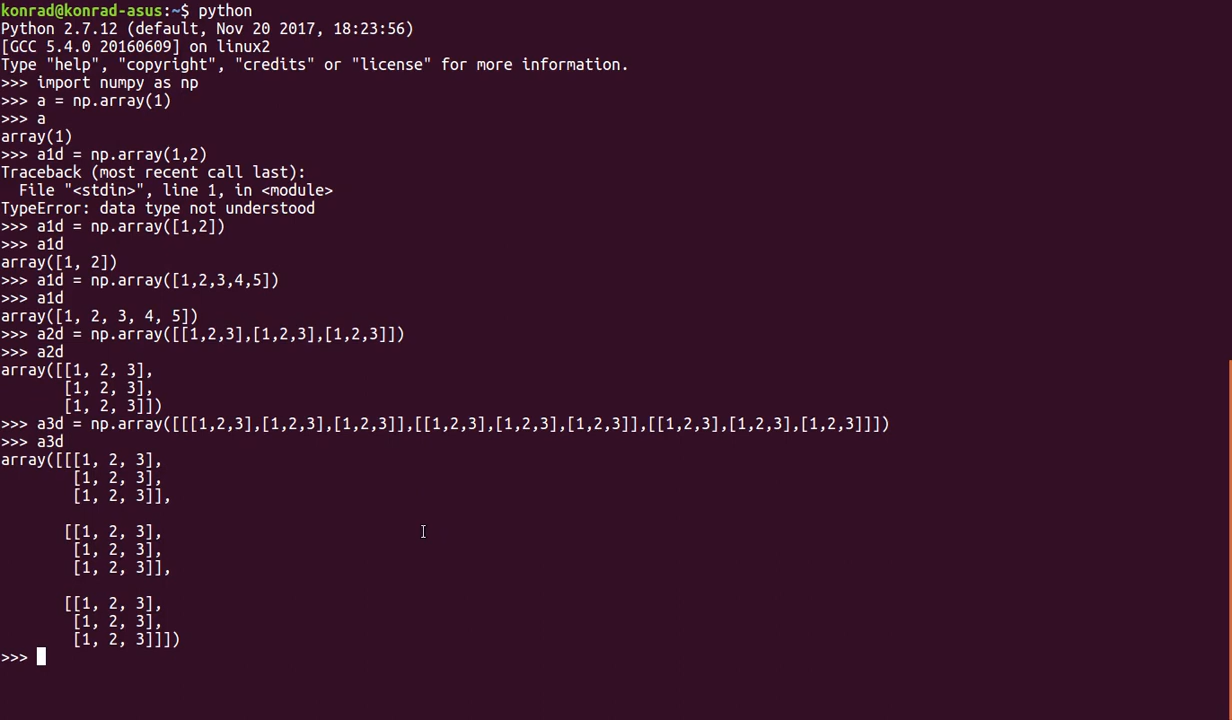 konrad@konrad-asus:~$ python
Python 2.7.12 (default, Nov 20 2017, 18:23:56)
[GCC 5.4.0 20160609] on linux2
Type "help", "copyright", "credits" or "license" for more information.
>>> import numpy as np
>>> a = np.array(1)
>>> a
array(1)
>>> a1d = np.array(1,2)
Traceback (most recent call last):
  File "<stdin>", line 1, in <module>
TypeError: data type not understood
>>> a1d = np.array([1,2])
>>> a1d
array([1, 2])
>>> a1d = np.array([1,2,3,4,5])
>>> a1d
array([1, 2, 3, 4, 5])
>>> a2d = np.array([[1,2,3],[1,2,3],[1,2,3]])
>>> a2d
array([[1, 2, 3],
       [1, 2, 3],
       [1, 2, 3]])
>>> a3d = np.array([[[1,2,3],[1,2,3],[1,2,3]],[[1,2,3],[1,2,3],[1,2,3]],[[1,2,3],[1,2,3],[1,2,3]]])
>>> a3d
array([[[1, 2, 3],
        [1, 2, 3],
        [1, 2, 3]],

       [[1, 2, 3],
        [1, 2, 3],
        [1, 2, 3]],

       [[1, 2, 3],
        [1, 2, 3],
        [1, 2, 3]]])
>>>